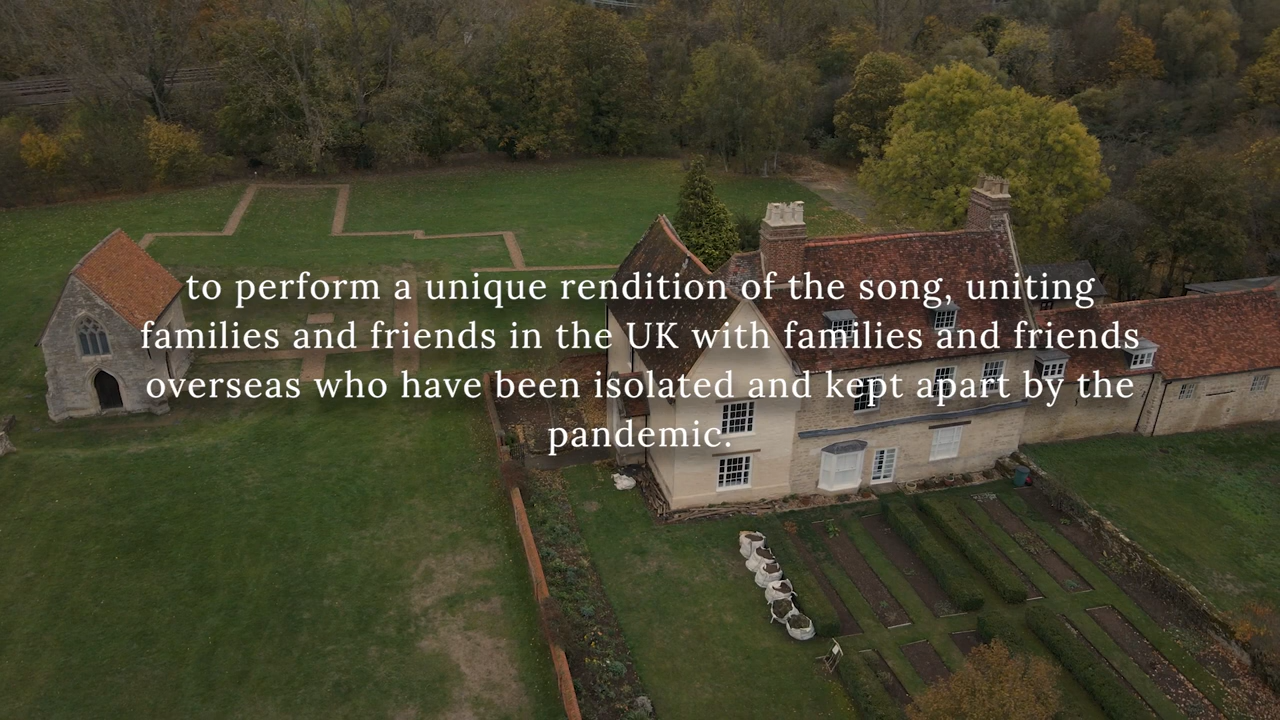 to perform a unique rendition of the song, uniting
families and friends in the UK with families and friends
overseas who have been isolated and kept apart by the
pandemic.